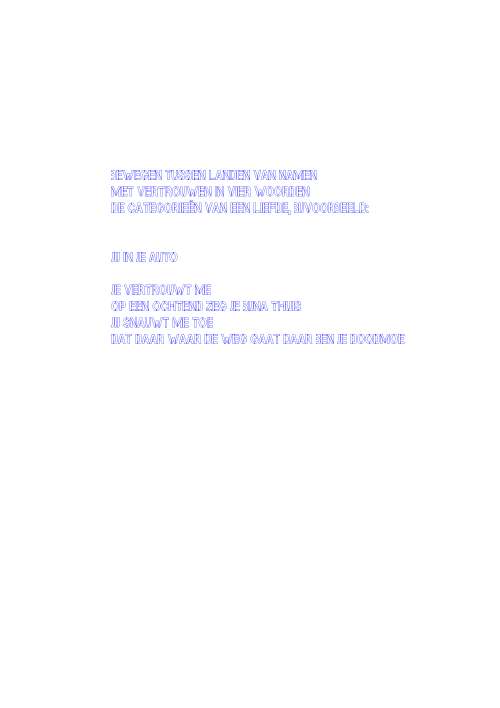 BEWEGEN TUSSEN LANDEN VAN NAMEN
MET VERTROUWEN IN VIER WOORDEN
DE CATEGORIEËN VAN EEN LIEFDE, BIJVOORBEELD:
JIJ IN JE AUTO
JE VERTROUWT ME
OP EEN OCHTEND ZEG JE BIJNA THUIS
JIJ SNAUWT ME TOE
DAT DAAR WAAR DE WEG GAAT DAAR BEN JE DOODMOE